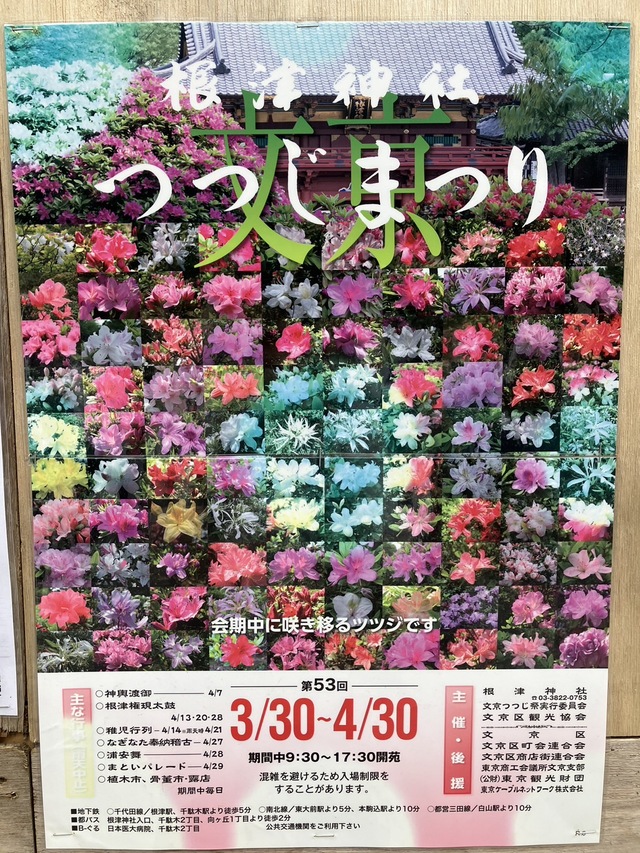 根津神社
文京
つつじまつり
会期中に咲き移るツツジです
○神輿渡御 4/7
○根津権現太鼓
4/13・20・28
○稚児行列－4/14※雨天時4/21
○なぎなた奉納稽古－4/27
○浦安舞 4/28
○まといパレード－4/29
○植木市、骨董市・露店
期間中毎日
第53回
3/30~4/30
期間中9:30～17:30開苑
混雑を避けるため入場制限を
することがあります。
主催・後援
根津神社
☎03-3822-0753
文京つつじ祭実行委員会
文京区観光協会
文京区
文京区町会連合会
文京区商店街連合会
東京商工会議所文京支部
(公財)東京観光財団
東京ケーブルネットワーク株式会社
■地下鉄 ○千代田線／根津駅、千駄木駅より徒歩5分 ○南北線／東大前駅より5分、本駒込駅より10分 ○都営三田線／白山駅より10分
■都バス 根津神社入口、千駄木2丁目、向ヶ丘1丁目より徒歩2分
■B-ぐる 日本医大病院、千駄木2丁目 公共交通機関をご利用下さい